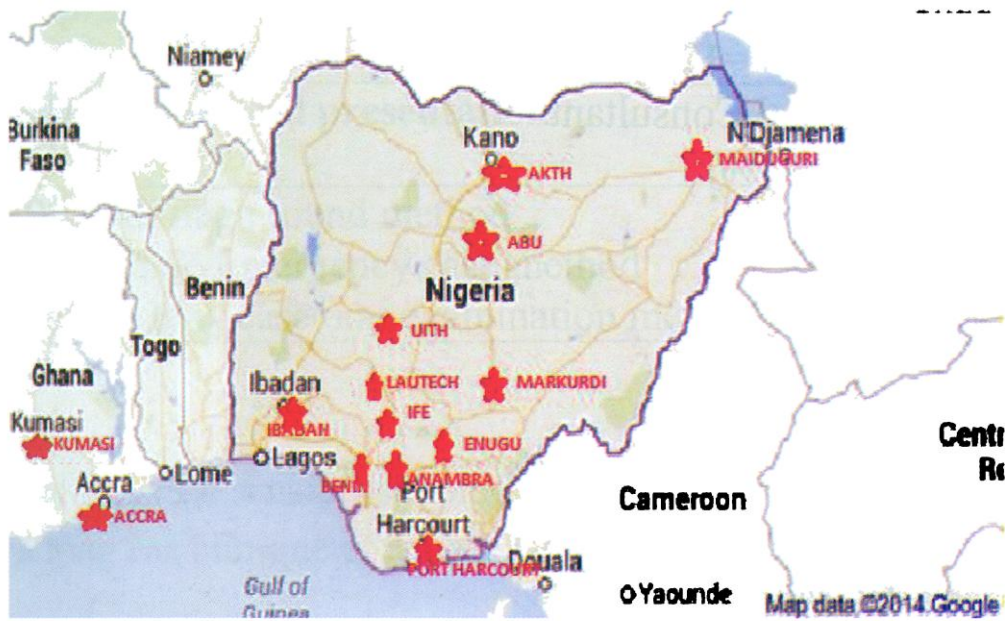 Niamey
Burkina
Faso
Kano
N'Djamena
MAIDUGURI
AKTH
ABU
Benin
Nigeria
UITH
Togo
Ghana
Ibadan
LAUTECH
MARKURDI
IFE
IBADAN
Kumasi
KUMASI
ENUGU
Lagos
Lome
BENIN
ANAMBRA
Port
Harcourt
Accra
ACCRA
Cameroon
PORT HARCOURT
Douala
Gulf of
Guinea
Yaounde
Map data ©2014 Google